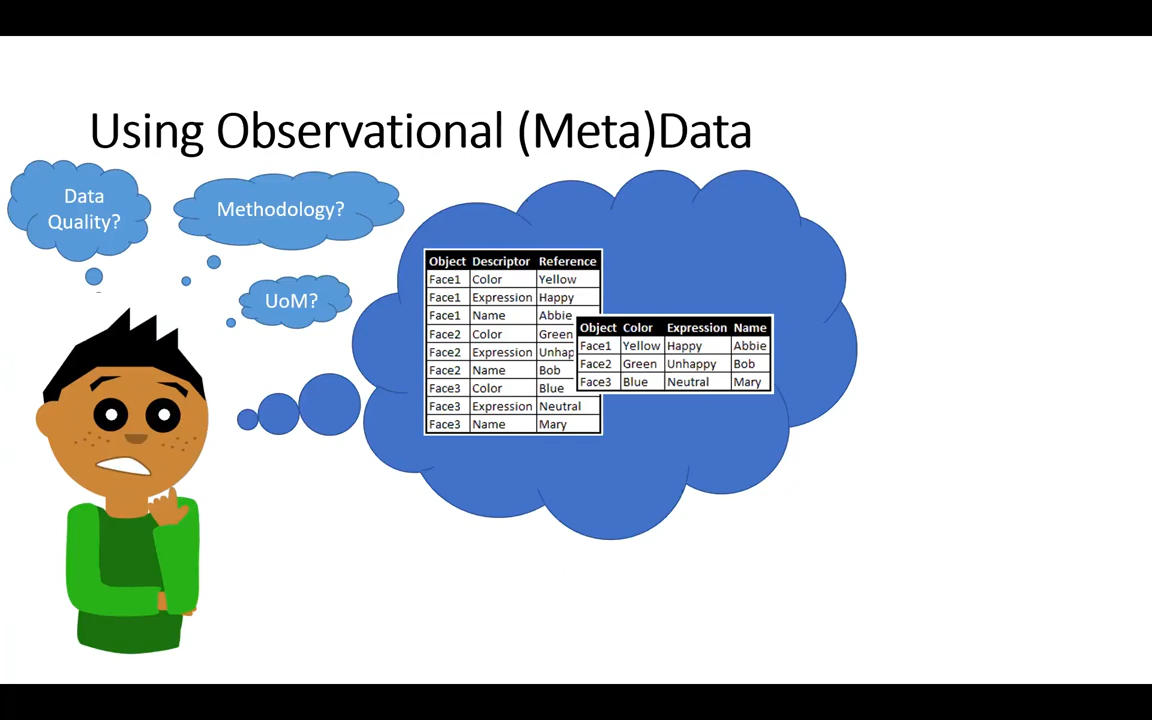 Using Observational (Meta)Data
Data
Quality?
Methodology?
UoM?
Object Descriptor Reference
Face1 Color Yellow
Face1 Expression Happy
Face1 Name Abbie
Face2 Color Green
Face2 Expression Unhap
Face2 Name Bob
Face3 Color Blue
Face3 Expression Neutral
Face3 Name Mary
Object Color Expression Name
Face1 Yellow Happy Abbie
Face2 Green Unhappy Bob
Face3 Blue Neutral Mary